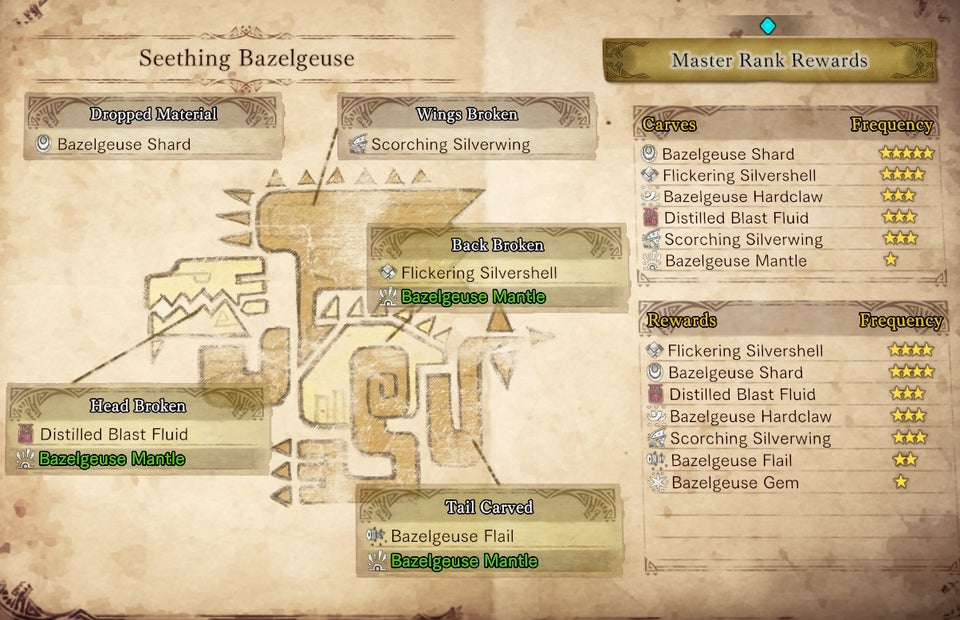 Seething Bazelgeuse
Master Rank Rewards
Dropped Material
Bazelgeuse Shard
Wings Broken
Scorching Silverwing
Back Broken
Flickering Silvershell
Bazelgeuse Mantle
Head Broken
Distilled Blast Fluid
Bazelgeuse Mantle
Tail Carved
Bazelgeuse Flail
Bazelgeuse Mantle
Carves Frequency
Bazelgeuse Shard ★★★★★
Flickering Silvershell ★★★★
Bazelgeuse Hardclaw ★★★
Distilled Blast Fluid ★★★
Scorching Silverwing ★★★
Bazelgeuse Mantle ★
Rewards Frequency
Flickering Silvershell ★★★★
Bazelgeuse Shard ★★★★
Distilled Blast Fluid ★★★
Bazelgeuse Hardclaw ★★★
Scorching Silverwing ★★★
Bazelgeuse Flail ★★
Bazelgeuse Gem ★